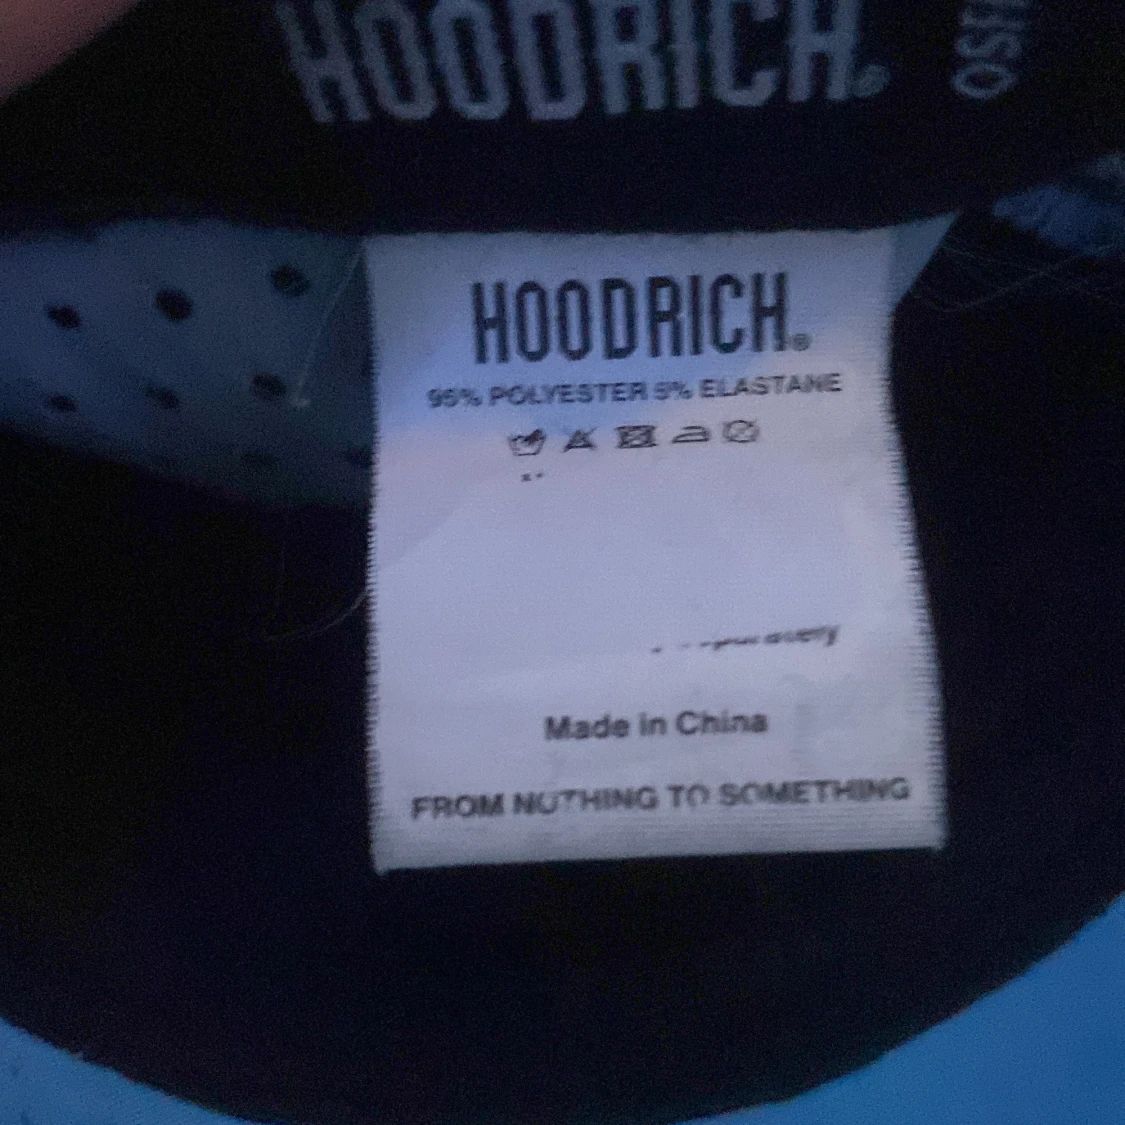 HOODRICH®
HOODRICH®
95% POLYESTER 5% ELASTANE
Made in China
FROM NOTHING TO SOMETHING